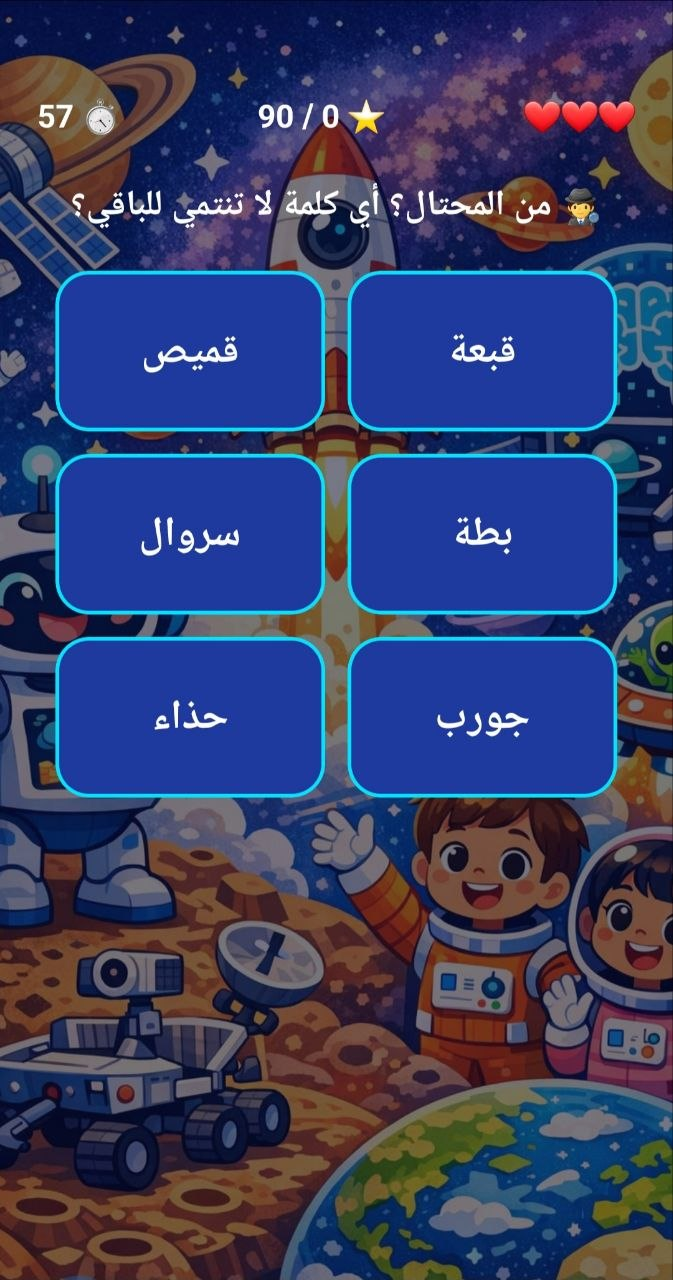 57 90 / 0
من المحتال؟ أي كلمة لا تنتمي للباقي؟
قبعة قميص
بطة سروال
جورب حذاء